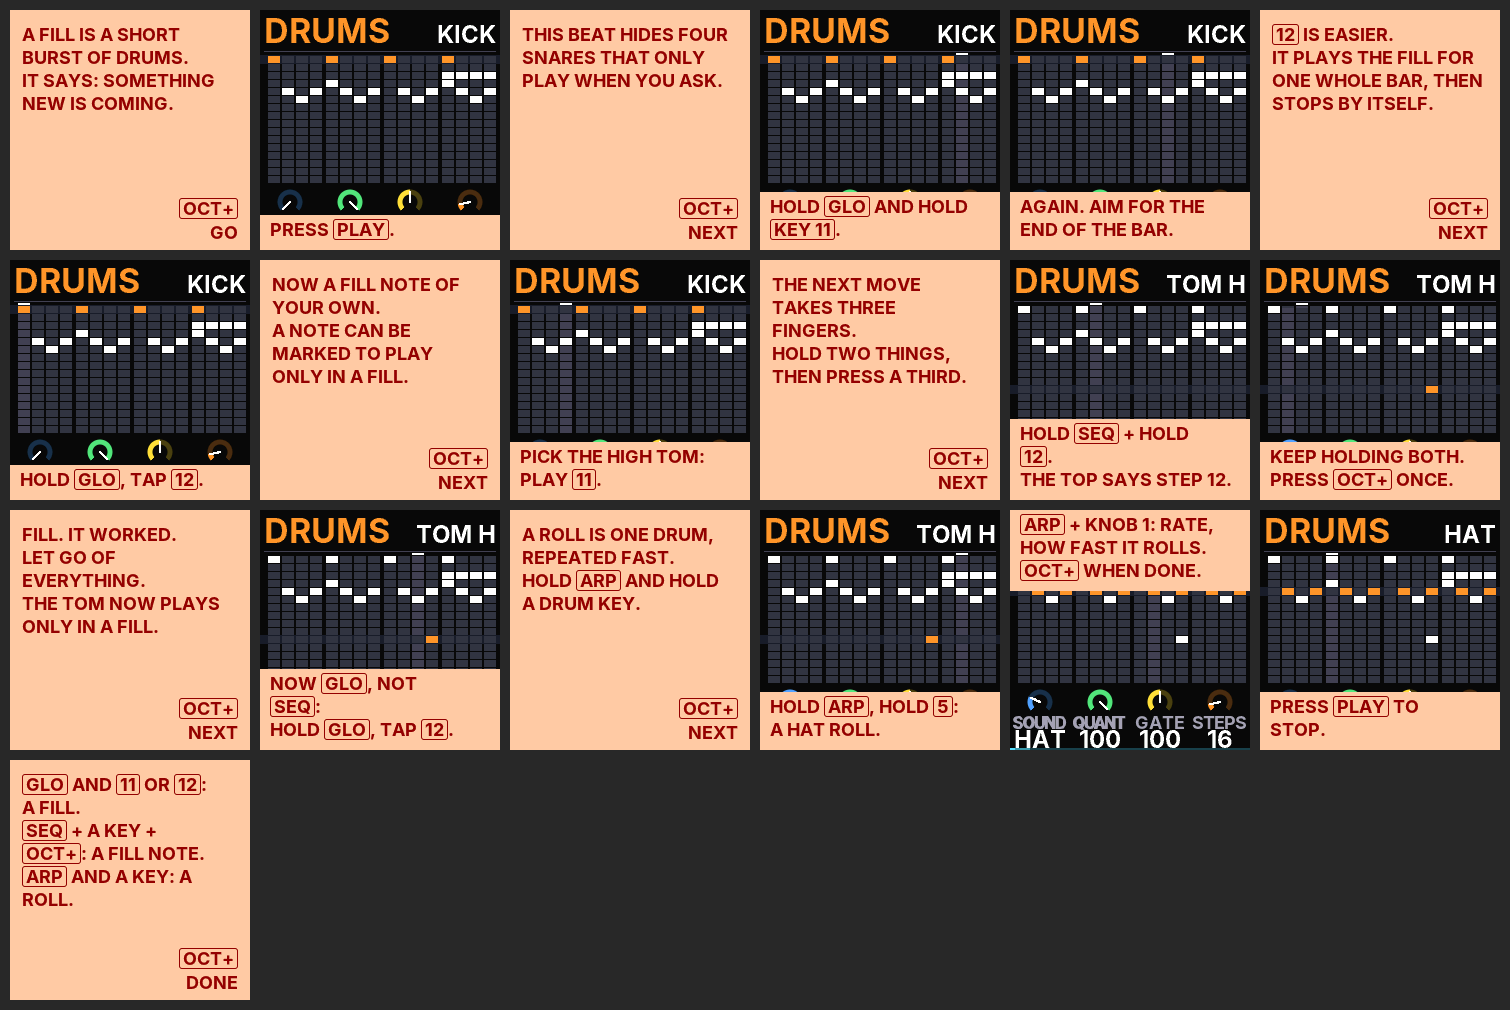 A FILL IS A SHORT
BURST OF DRUMS.
IT SAYS: SOMETHING
NEW IS COMING.
OCT+
GO
DRUMS KICK
PRESS PLAY.
THIS BEAT HIDES FOUR
SNARES THAT ONLY
PLAY WHEN YOU ASK.
OCT+
NEXT
DRUMS KICK
HOLD GLO AND HOLD
KEY 11.
DRUMS KICK
AGAIN. AIM FOR THE
END OF THE BAR.
12 IS EASIER.
IT PLAYS THE FILL FOR
ONE WHOLE BAR, THEN
STOPS BY ITSELF.
OCT+
NEXT
DRUMS KICK
HOLD GLO, TAP 12.
NOW A FILL NOTE OF
YOUR OWN.
A NOTE CAN BE
MARKED TO PLAY
ONLY IN A FILL.
OCT+
NEXT
DRUMS KICK
PICK THE HIGH TOM:
PLAY 11.
THE NEXT MOVE
TAKES THREE
FINGERS.
HOLD TWO THINGS,
THEN PRESS A THIRD.
OCT+
NEXT
DRUMS TOM H
HOLD SEQ + HOLD
12.
THE TOP SAYS STEP 12.
DRUMS TOM H
KEEP HOLDING BOTH.
PRESS OCT+ ONCE.
FILL. IT WORKED.
LET GO OF
EVERYTHING.
THE TOM NOW PLAYS
ONLY IN A FILL.
OCT+
NEXT
DRUMS TOM H
NOW GLO, NOT
SEQ:
HOLD GLO, TAP 12.
A ROLL IS ONE DRUM,
REPEATED FAST.
HOLD ARP AND HOLD
A DRUM KEY.
OCT+
NEXT
DRUMS TOM H
HOLD ARP, HOLD 5:
A HAT ROLL.
ARP + KNOB 1: RATE,
HOW FAST IT ROLLS.
OCT+ WHEN DONE.
SOUND QUANT GATE STEPS
HAT 100 100 16
DRUMS HAT
PRESS PLAY TO
STOP.
GLO AND 11 OR 12:
A FILL.
SEQ + A KEY +
OCT+: A FILL NOTE.
ARP AND A KEY: A
ROLL.
OCT+
DONE